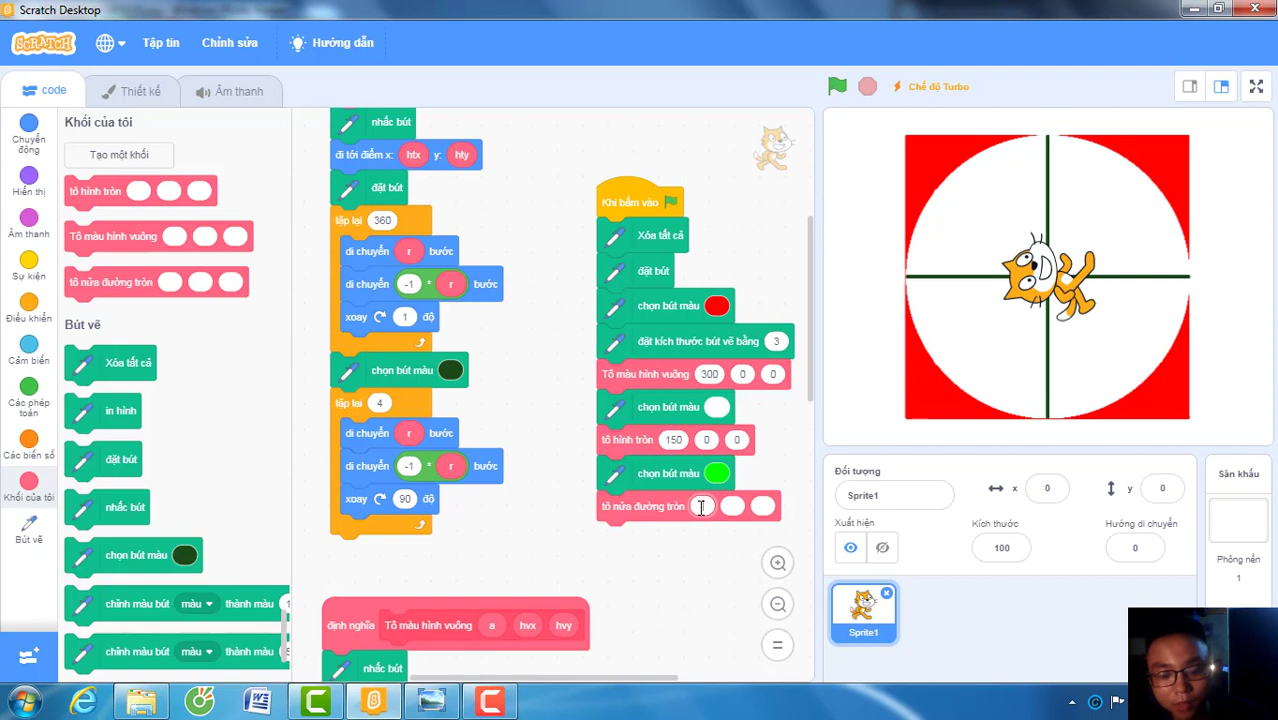 Scratch Desktop
SCRATCH
Tập tin
Chỉnh sửa
Hướng dẫn
code
Thiết kế
Âm thanh
Chế độ Turbo
Chuyển động
Hiển thị
Âm thanh
Sự kiện
Điều khiển
Cảm biến
Các phép toán
Các biến số
Khối của tôi
Bút vẽ
Khối của tôi
Tạo một khối
tô hình tròn
Tô màu hình vuông
tô nửa đường tròn
Bút vẽ
Xóa tất cả
in hình
đặt bút
nhấc bút
chọn bút màu
chỉnh màu bút màu thành màu
chỉnh màu bút màu thành màu
nhấc bút
đi tới điểm x: htx y: hty
đặt bút
lặp lại 360
di chuyển r bước
di chuyển -1 * r bước
xoay 1 độ
chọn bút màu
lặp lại 4
di chuyển r bước
di chuyển -1 * r bước
xoay 90 độ
định nghĩa Tô màu hình vuông a hvx hvy
nhấc bút
Khi bấm vào
Xóa tất cả
đặt bút
chọn bút màu
đặt kích thước bút vẽ bằng 3
Tô màu hình vuông 300 0 0
chọn bút màu
tô hình tròn 150 0 0
chọn bút màu
tô nửa đường tròn
Đối tượng
Sprite1
x 0
y 0
Xuất hiện
Kích thước
100
Hướng di chuyển
0
Sprite1
Sân khấu
Phông nền
1